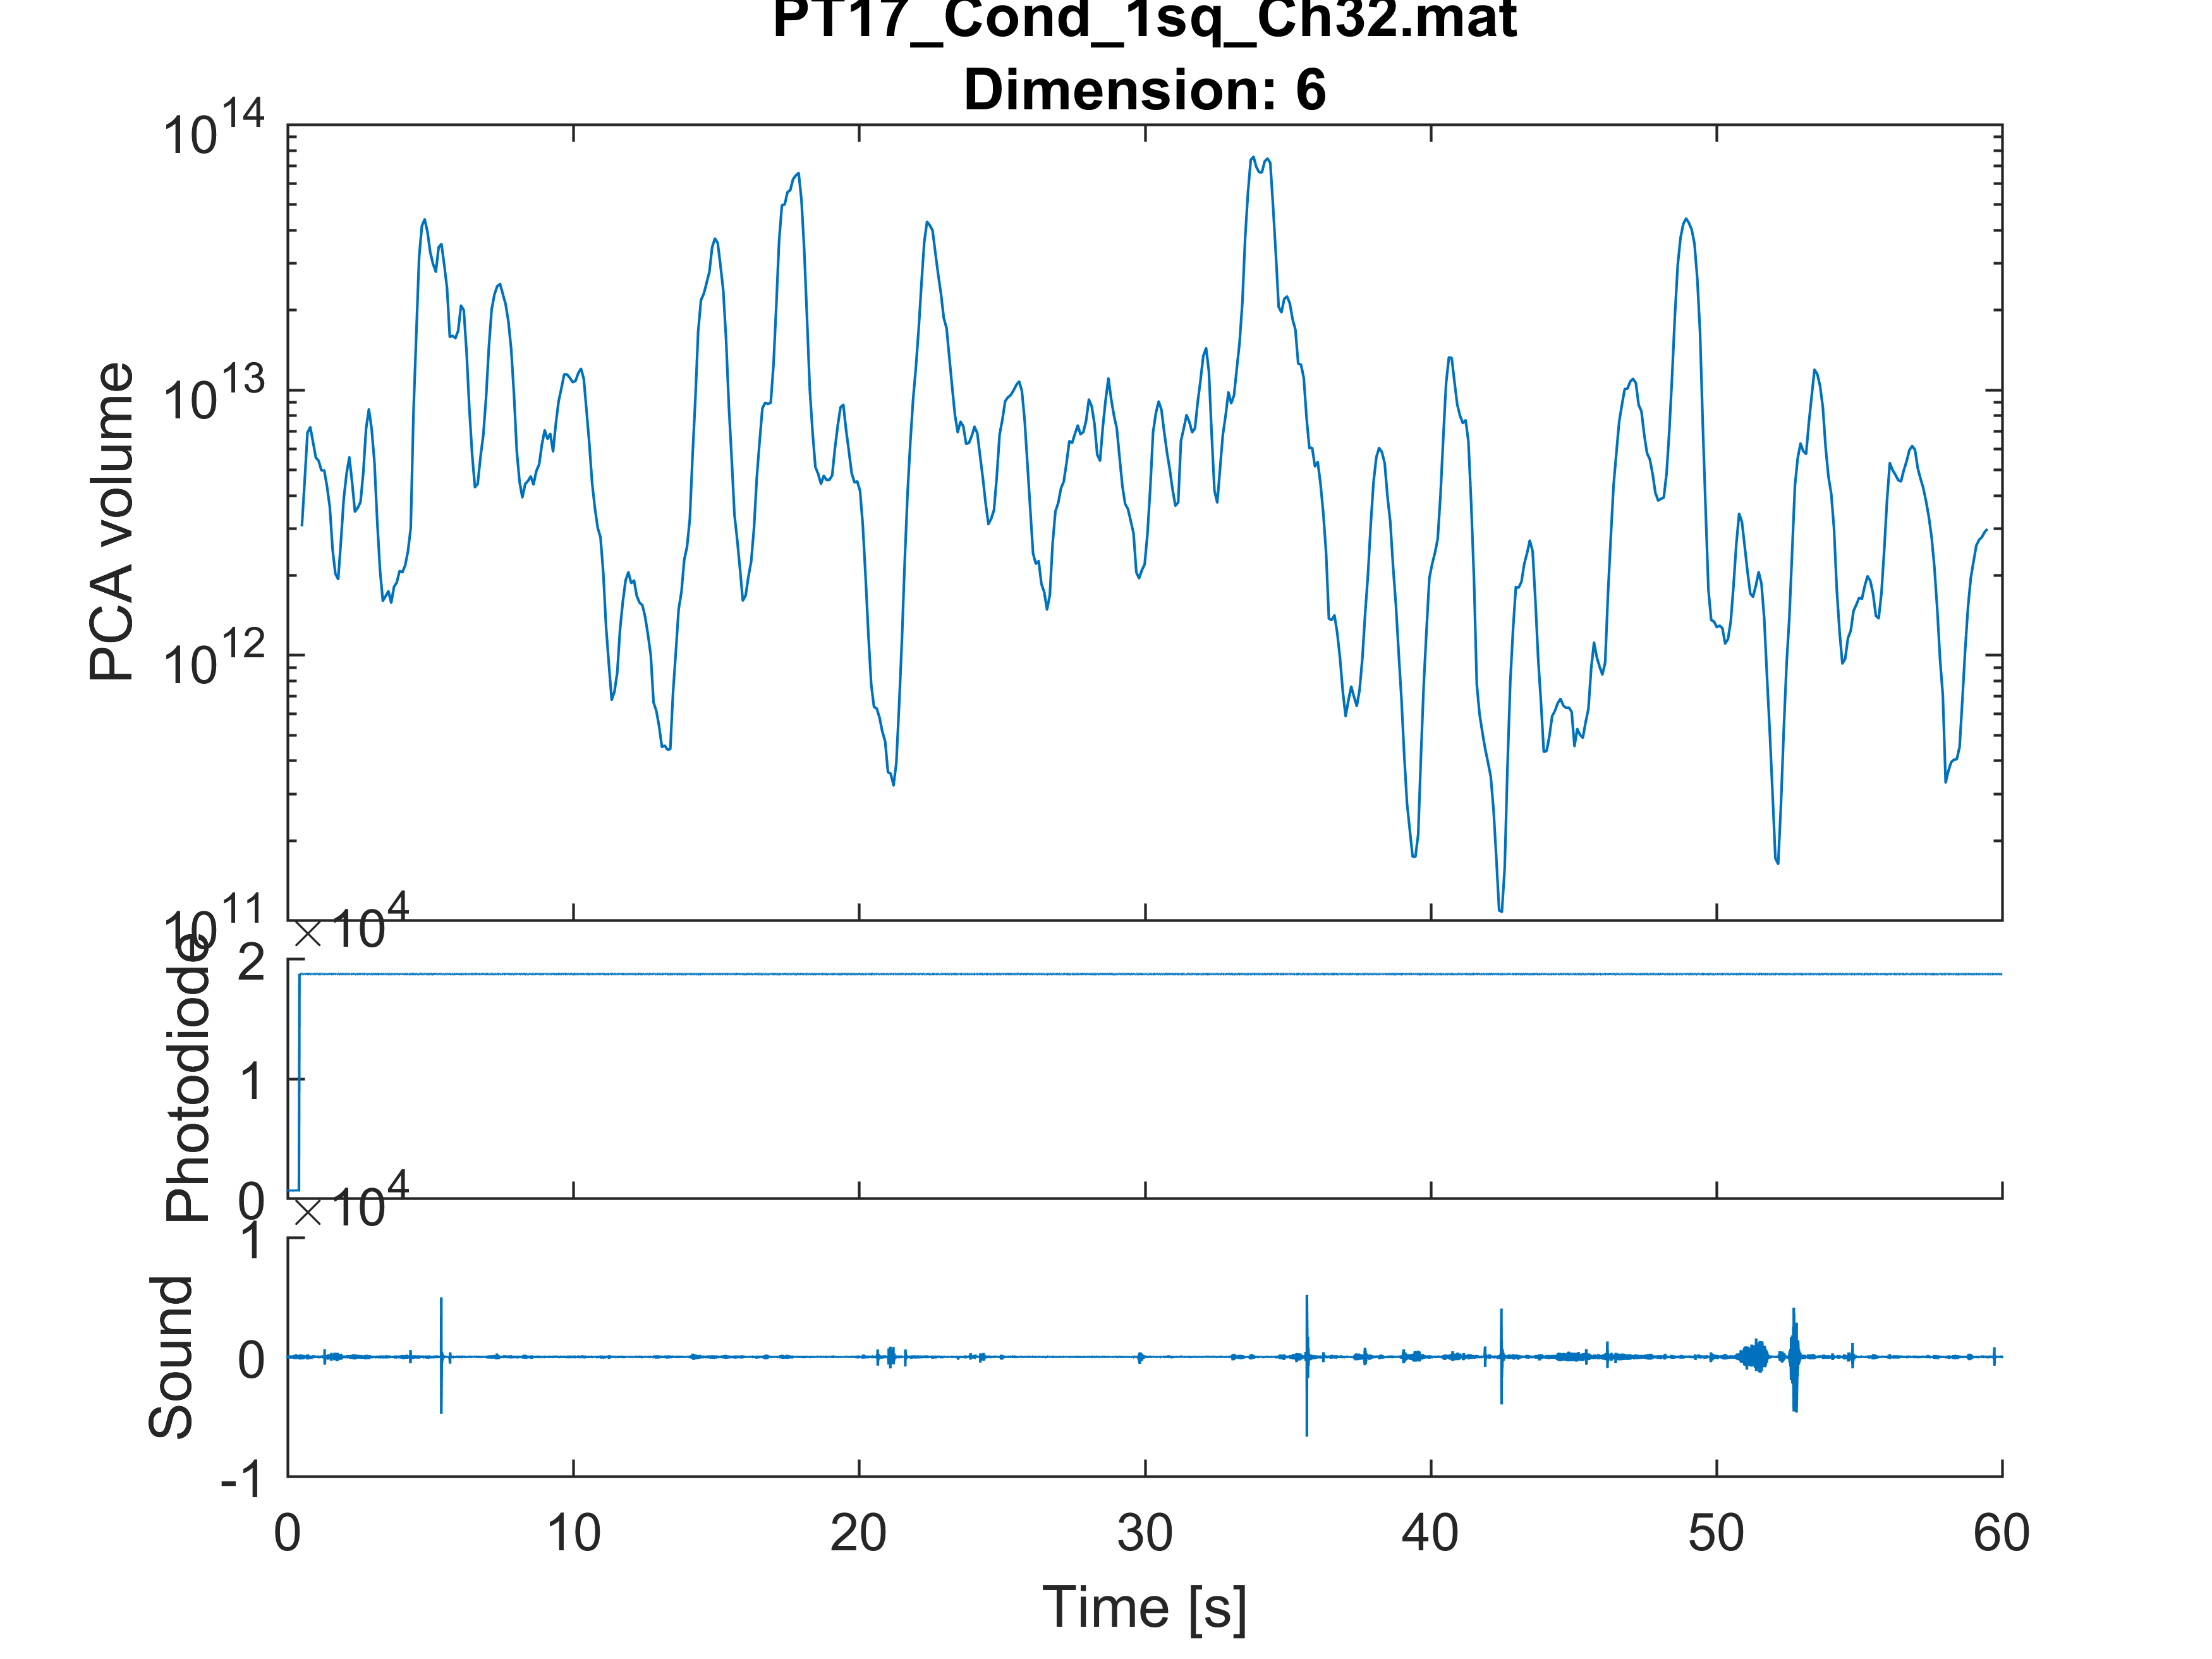 PT17_Cond_1sq_Ch32.mat
Dimension: 6
10^14
10^13
10^12
10^11
PCA volume
×10^4
2
1
0
Photodiode
×10^4
1
0
-1
Sound
0 10 20 30 40 50 60
Time [s]